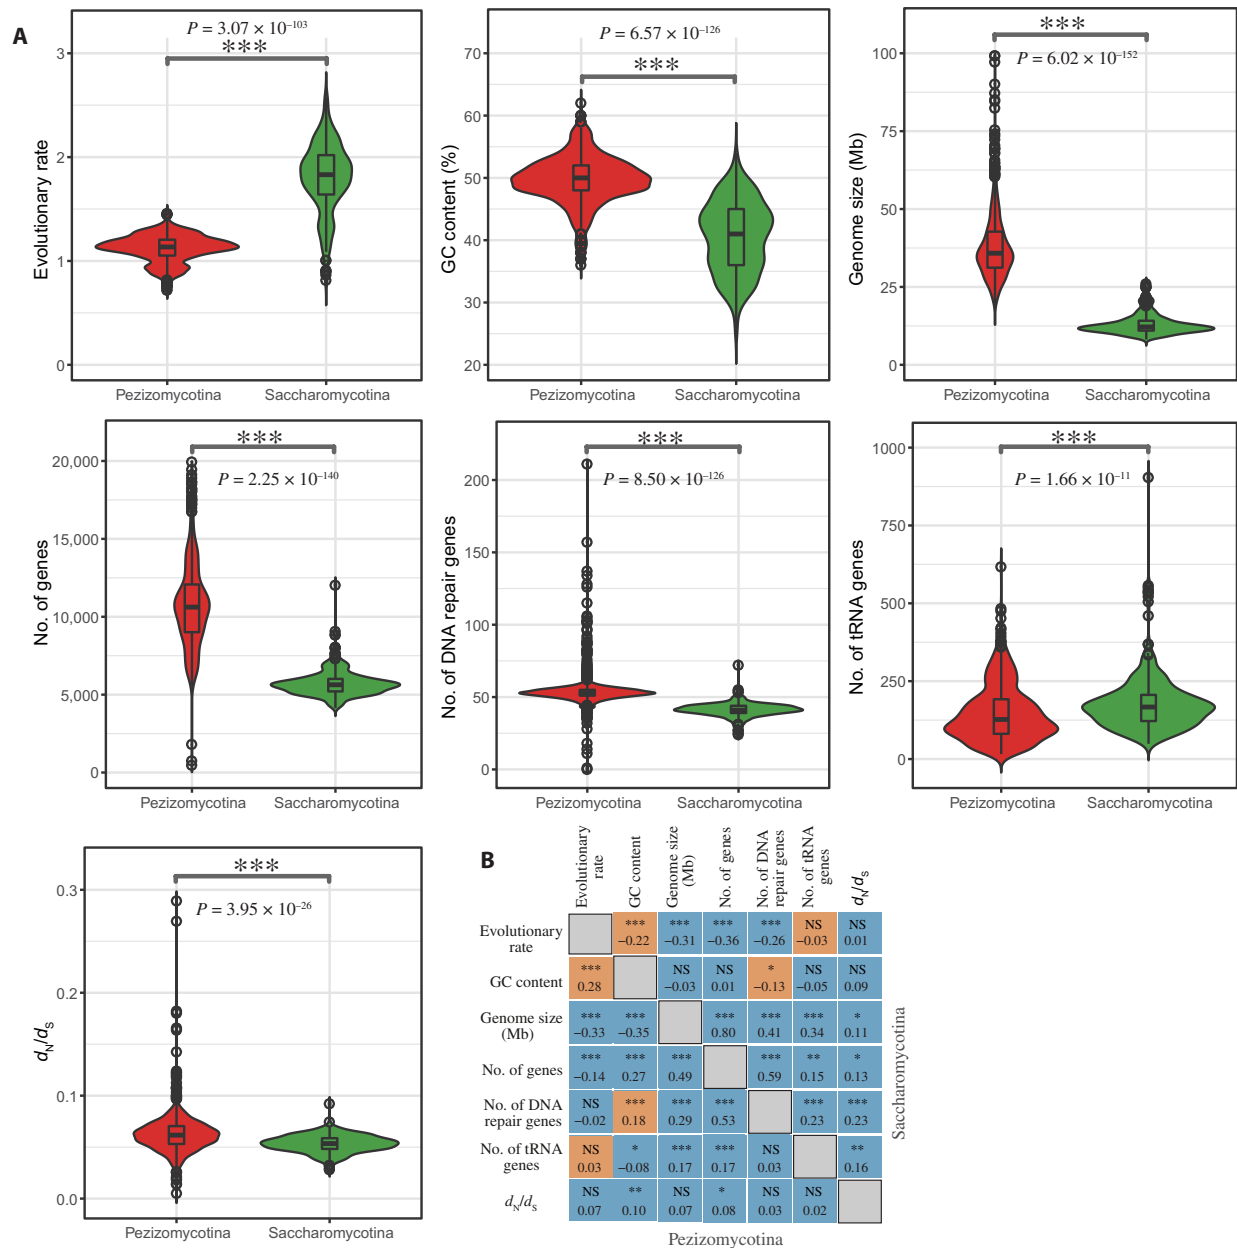 A
P = 3.07 × 10⁻¹⁰³
***
3
2
1
0
Evolutionary rate
Pezizomycotina Saccharomycotina
P = 6.57 × 10⁻¹²⁶
***
70
60
50
40
30
20
GC content (%)
Pezizomycotina Saccharomycotina
***
P = 6.02 × 10⁻¹⁵²
100
75
50
25
0
Genome size (Mb)
Pezizomycotina Saccharomycotina
***
P = 2.25 × 10⁻¹⁴⁰
20,000
15,000
10,000
5,000
0
No. of genes
Pezizomycotina Saccharomycotina
***
P = 8.50 × 10⁻¹²⁶
200
150
100
50
0
No. of DNA repair genes
Pezizomycotina Saccharomycotina
***
P = 1.66 × 10⁻¹¹
1000
750
500
250
0
No. of tRNA genes
Pezizomycotina Saccharomycotina
***
P = 3.95 × 10⁻²⁶
0.3
0.2
0.1
0.0
dN/dS
Pezizomycotina Saccharomycotina
B
Evolutionary
rate
GC content
Genome size
(Mb)
No. of genes
No. of DNA
repair genes
No. of tRNA
genes
dN/dS
Evolutionary
rate
*** *** *** *** NS NS
−0.22 −0.31 −0.36 −0.26 −0.03 0.01
GC content
*** NS NS * NS NS
0.28 −0.03 0.01 −0.13 −0.05 0.09
Genome size
(Mb)
*** *** *** *** *** *
−0.33 −0.35 0.80 0.41 0.34 0.11
No. of genes
*** *** *** *** ** *
−0.14 0.27 0.49 0.59 0.15 0.13
No. of DNA
repair genes
NS *** *** *** *** ***
−0.02 0.18 0.29 0.53 0.23 0.23
No. of tRNA
genes
NS * *** *** NS **
0.03 −0.08 0.17 0.17 0.03 0.16
dN/dS
NS ** NS * NS NS
0.07 0.10 0.07 0.08 0.03 0.02
Pezizomycotina
Saccharomycotina